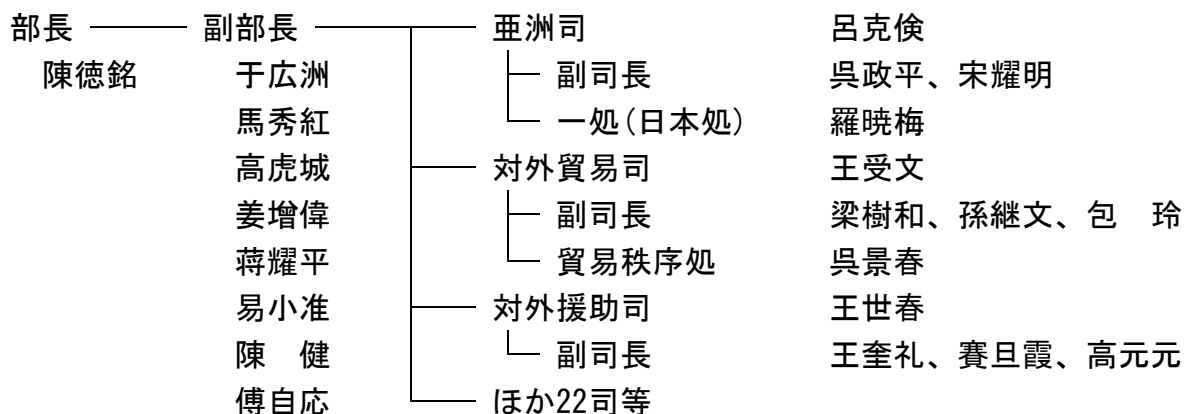 部長 副部長 亜洲司 呂克倹
陳徳銘 于広洲 副司長 呉政平、宋耀明
馬秀紅 一処(日本処) 羅暁梅
高虎城 対外貿易司 王受文
姜増偉 副司長 梁樹和、孫継文、包　玲
蒋耀平 貿易秩序処 呉景春
易小准 対外援助司 王世春
陳　健 副司長 王奎礼、賽旦霞、高元元
傅自応 ほか22司等